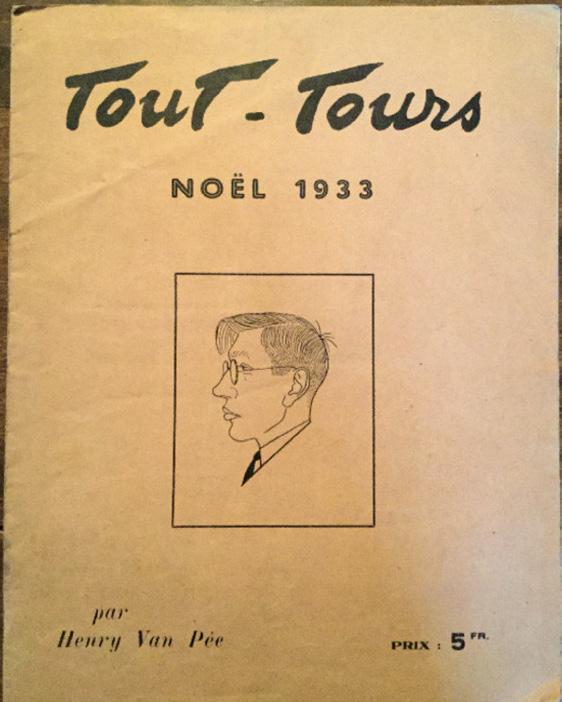 Tout - Tours
NOËL 1933
par
Henry Van Pée
PRIX : 5 FR.